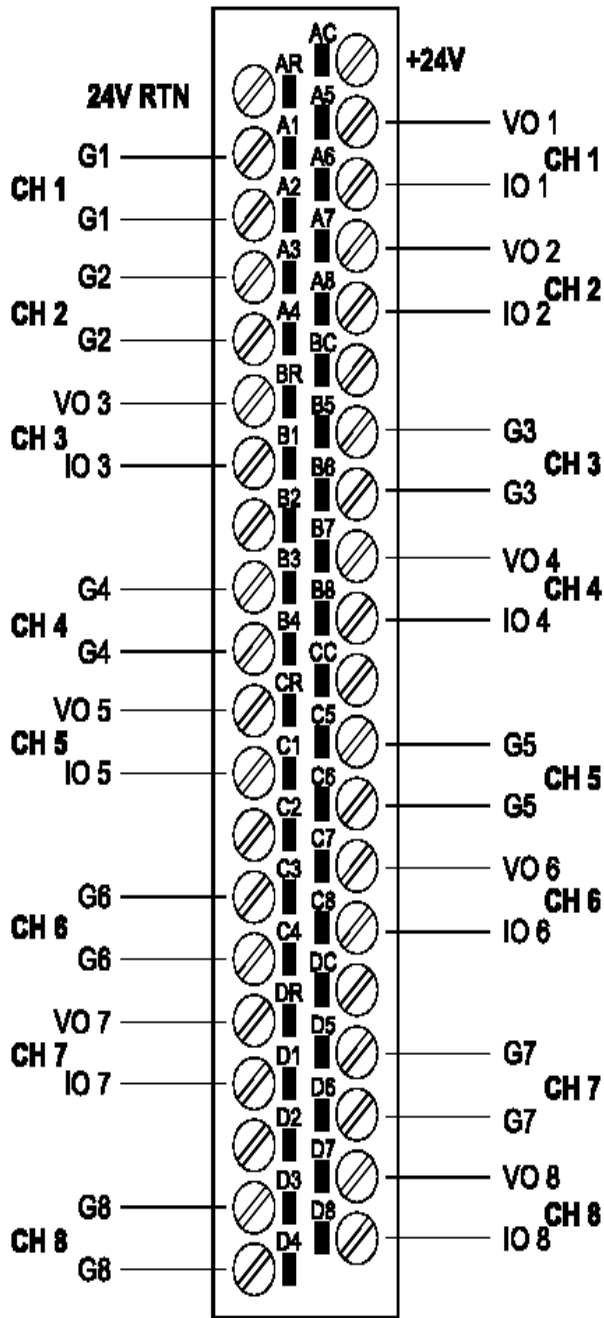 AC
+24V
AR
24V RTN
A5
VO 1
A1
G1
CH 1
A6
IO 1
CH 1
A2
G1
A7
VO 2
A3
G2
CH 2
A8
IO 2
CH 2
A4
G2
BC
BR
VO 3
B5
G3
CH 3
B1
IO 3
CH 3
B6
G3
B2
B7
VO 4
B3
G4
CH 4
B8
IO 4
CH 4
B4
G4
CC
CR
VO 5
C5
G5
CH 5
C1
IO 5
CH 5
C6
G5
C2
C7
VO 6
C3
G6
CH 6
C8
IO 6
CH 6
C4
G6
DC
DR
VO 7
D5
G7
CH 7
D1
IO 7
CH 7
D6
G7
D2
D7
VO 8
D3
G8
CH 8
D8
IO 8
CH 8
D4
G8